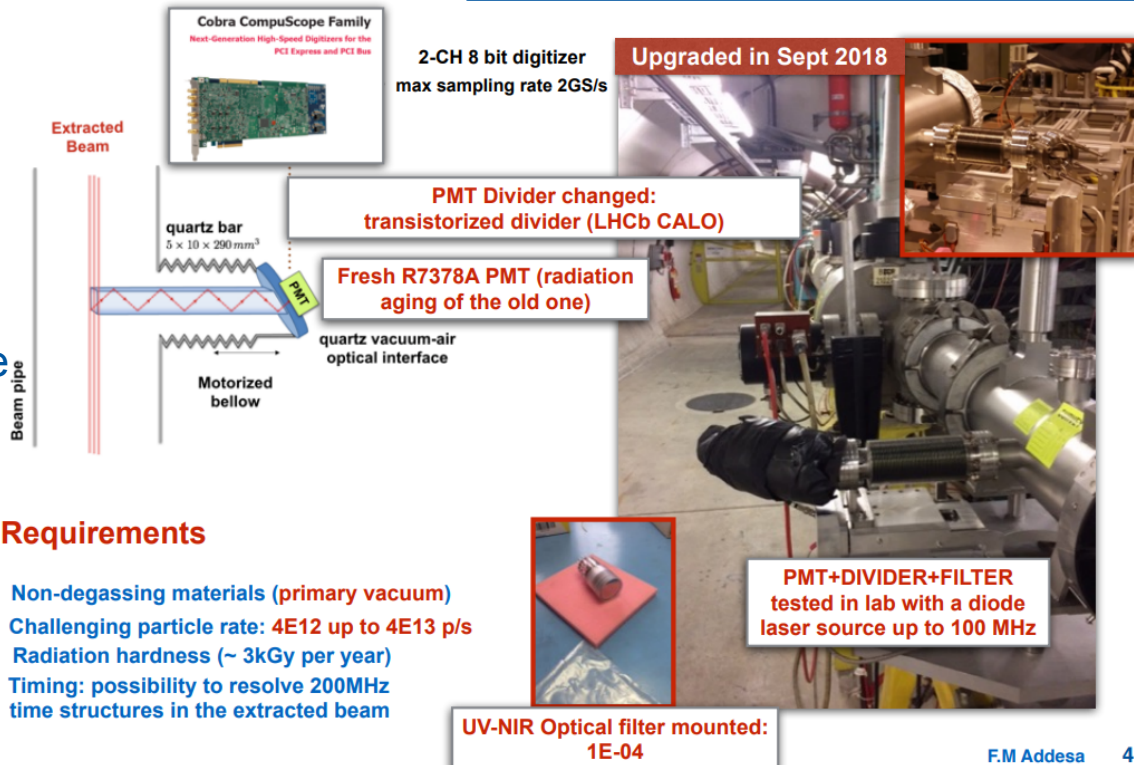 Cobra CompuScope Family
Next-Generation High-Speed Digitizers for the
PCI Express and PCI Bus
2-CH 8 bit digitizer
max sampling rate 2GS/s
Upgraded in Sept 2018
Extracted
Beam
PMT Divider changed:
transistorized divider (LHCb CALO)
quartz bar
5 × 10 × 290 mm³
PMT
Fresh R7378A PMT (radiation
aging of the old one)
quartz vacuum-air
optical interface
Motorized
bellow
Beam pipe
e
Requirements
Non-degassing materials (primary vacuum)
Challenging particle rate: 4E12 up to 4E13 p/s
Radiation hardness (~ 3kGy per year)
Timing: possibility to resolve 200MHz
time structures in the extracted beam
PMT+DIVIDER+FILTER
tested in lab with a diode
laser source up to 100 MHz
UV-NIR Optical filter mounted:
1E-04
F.M Addesa 4